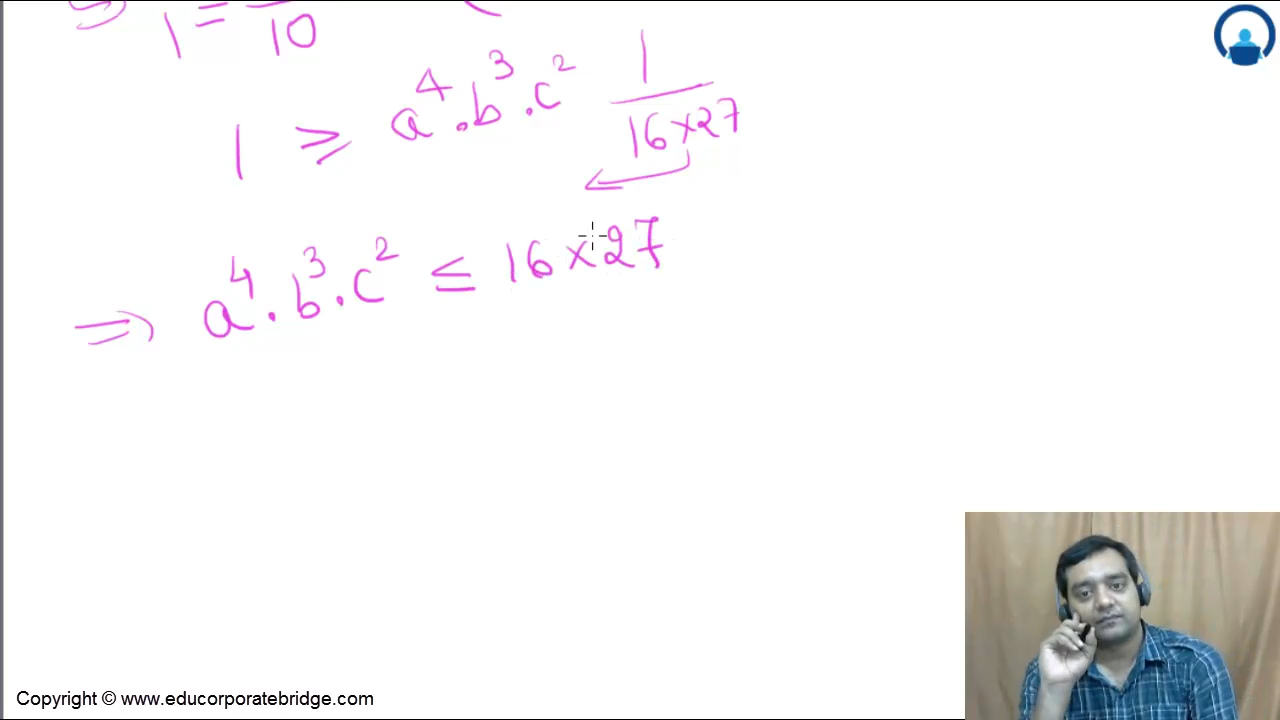 ⇒ 1 = — 10 (
1 ≥ a⁴ . b³ . c² 1/(16×27)
⇒ a⁴ . b³ . c² ≤ 16×27
Copyright © www.educorporatebridge.com